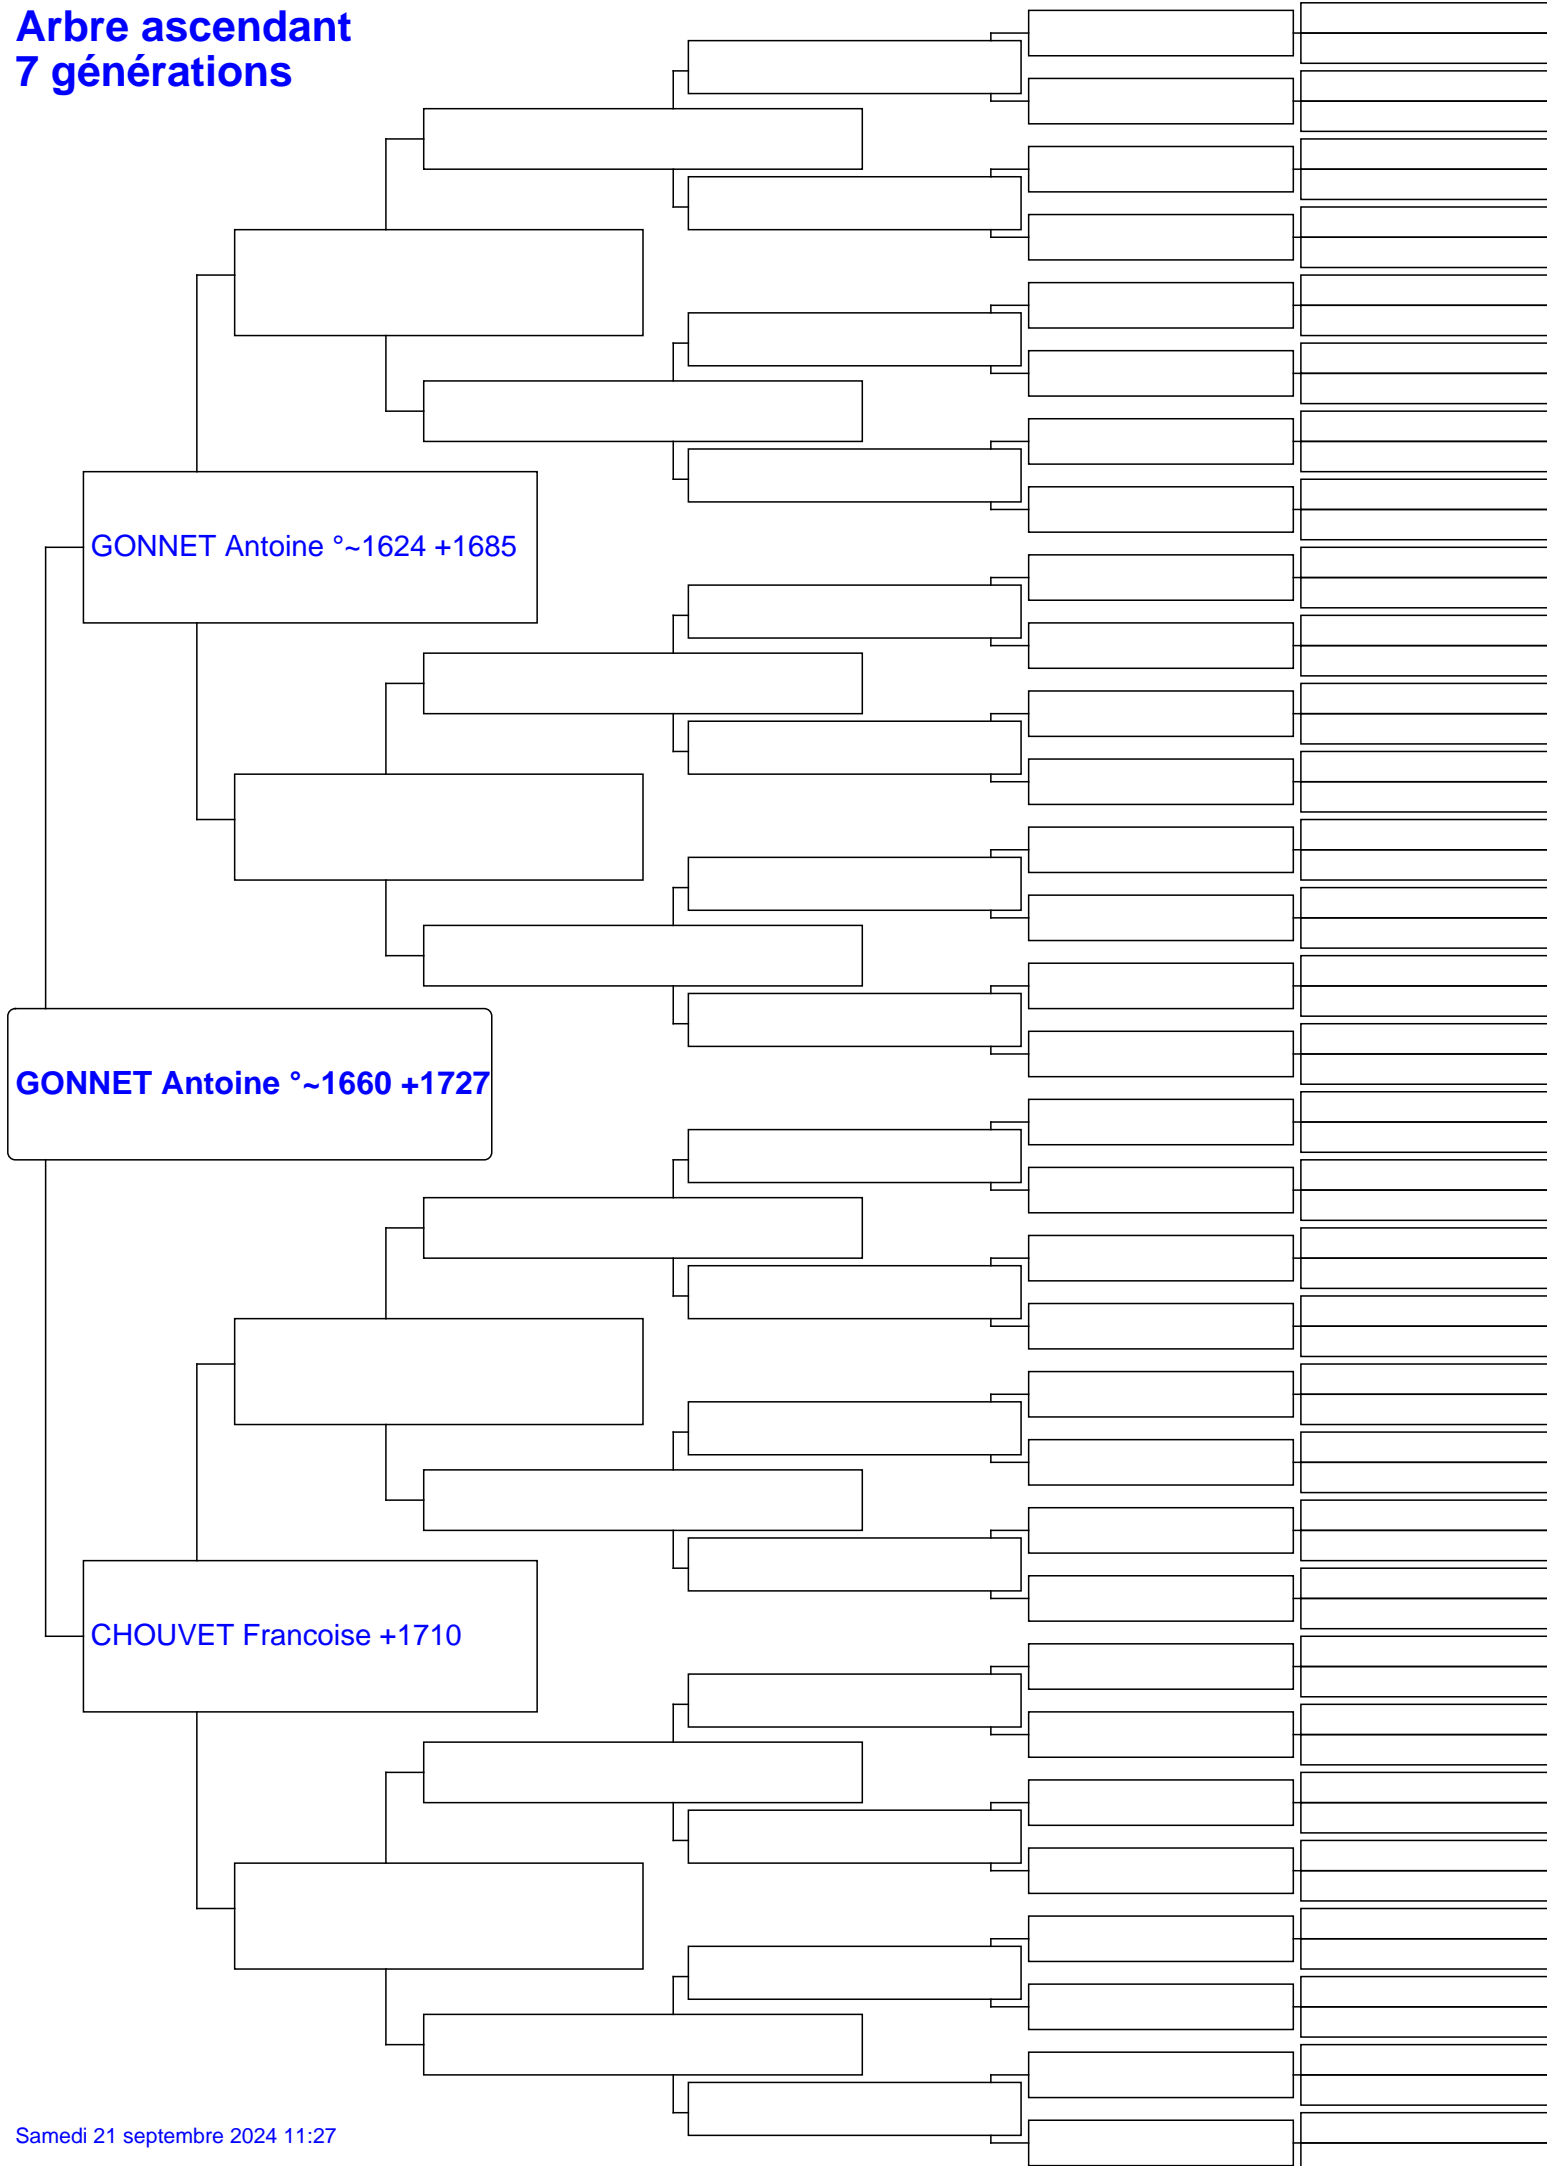 Arbre ascendant
7 générations
GONNET Antoine °~1624 +1685
GONNET Antoine °~1660 +1727
CHOUVET Francoise +1710
Samedi 21 septembre 2024 11:27